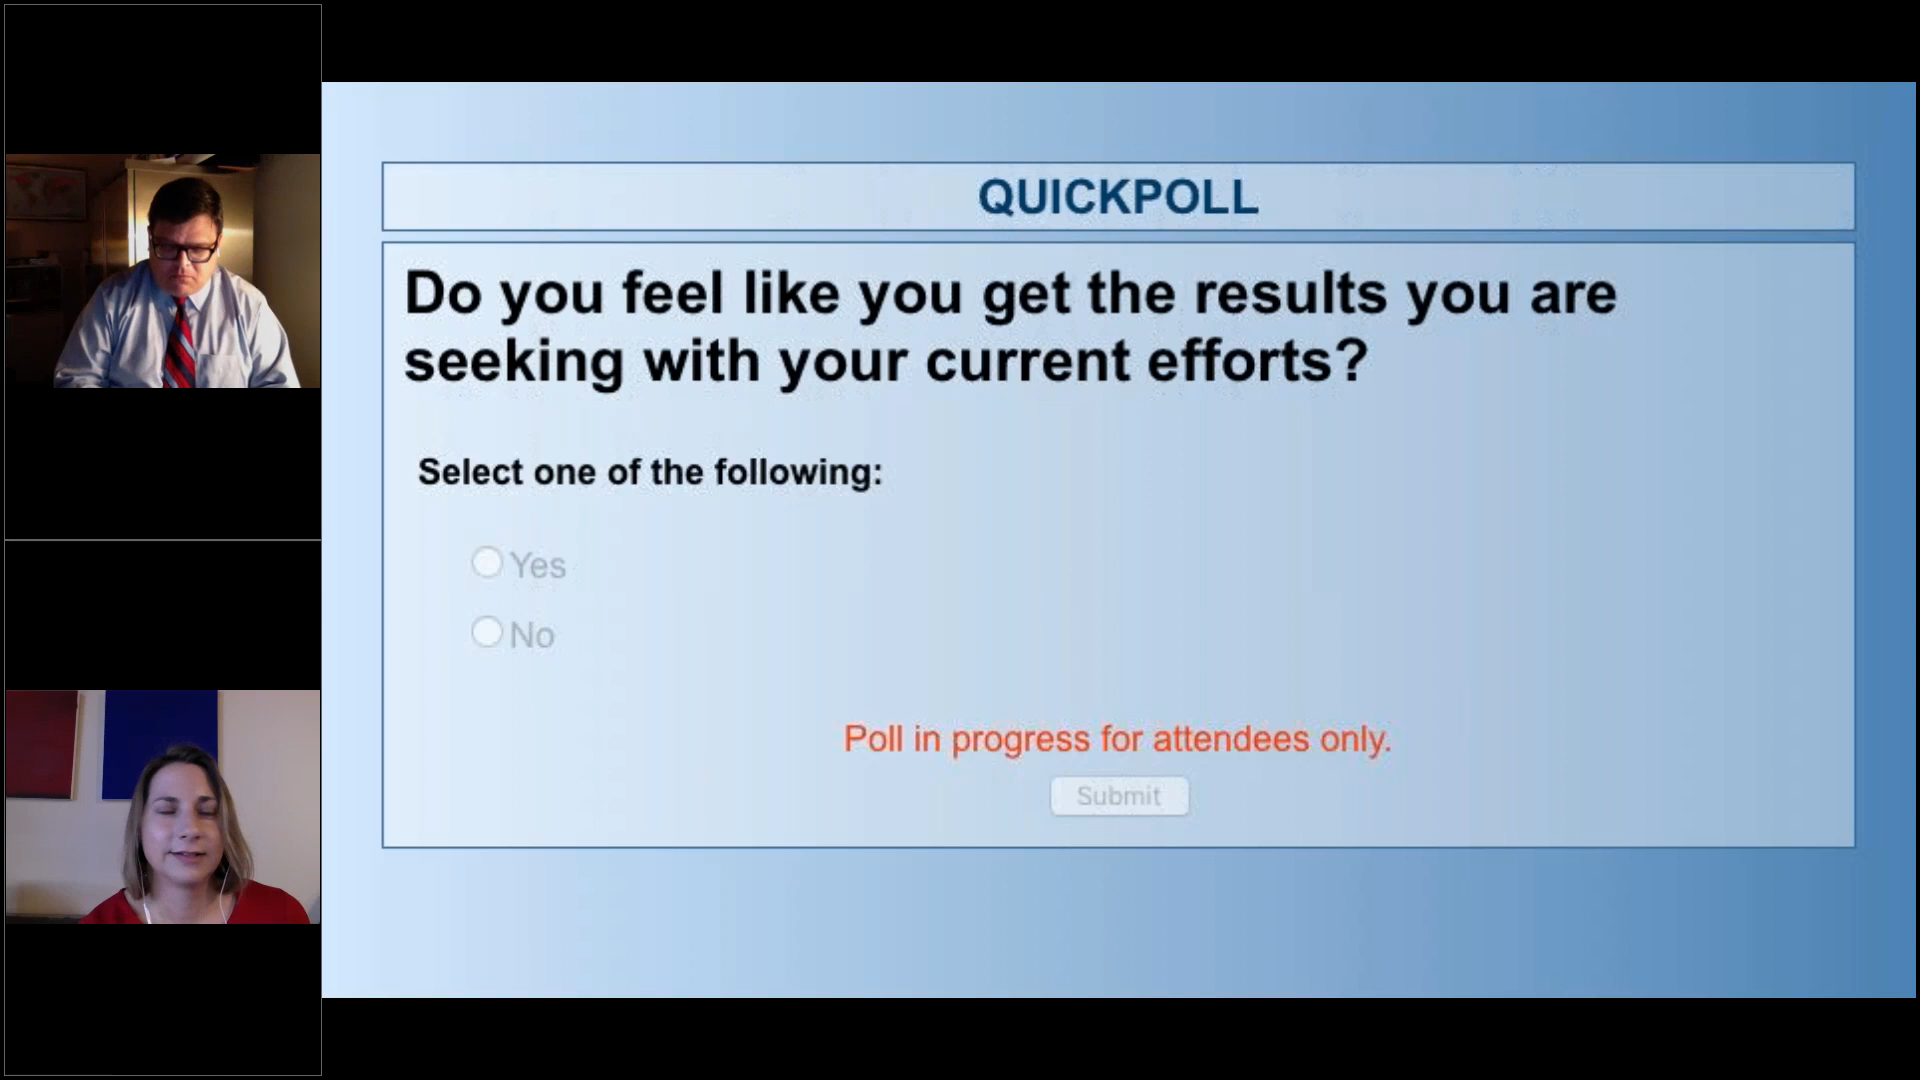 QUICKPOLL
Do you feel like you get the results you are
seeking with your current efforts?
Select one of the following:
Yes
No
Poll in progress for attendees only.
Submit